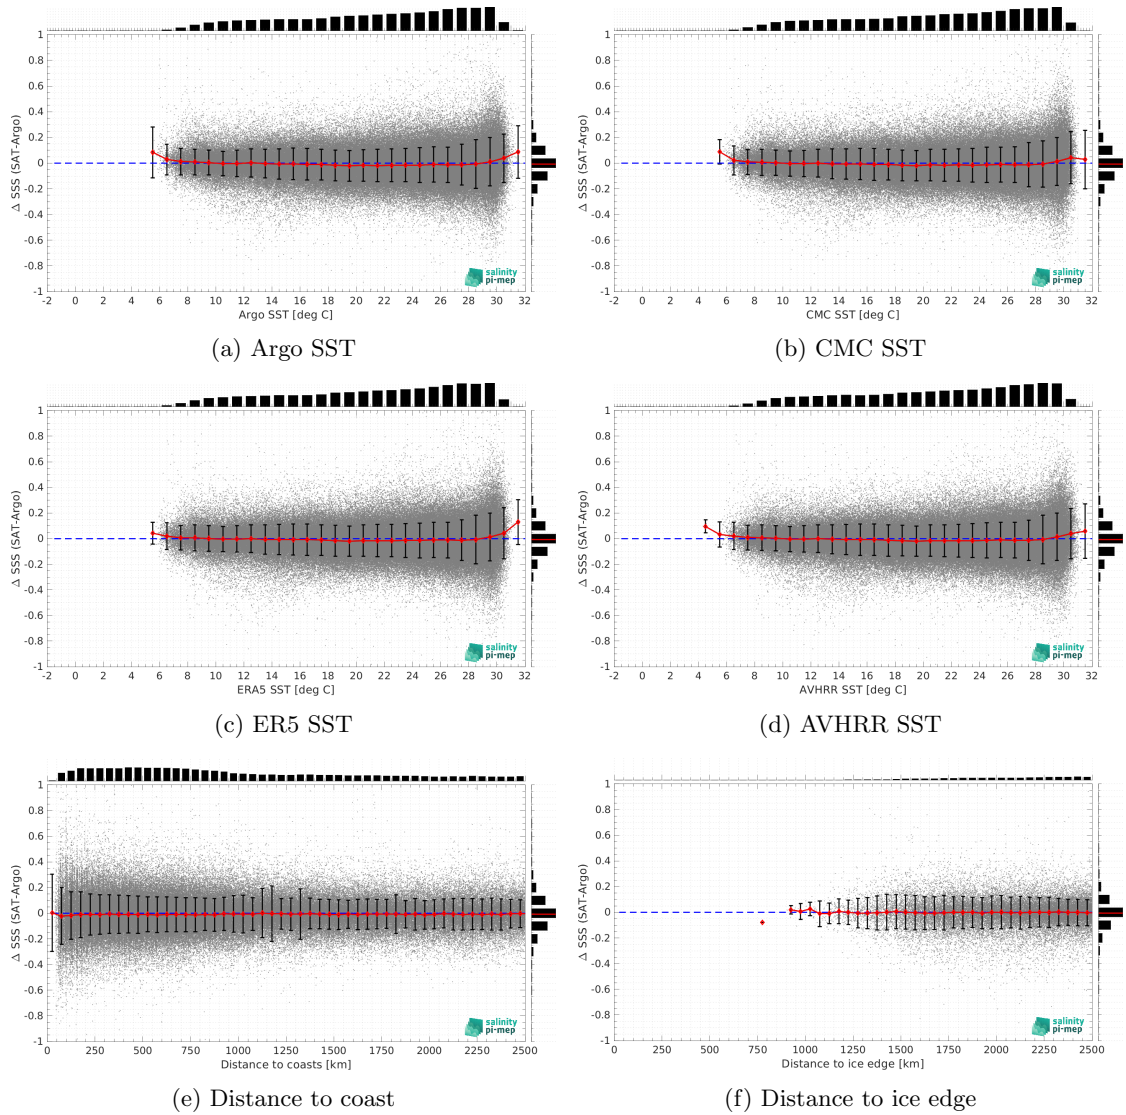 1
0.8
0.6
0.4
0.2
0
-0.2
-0.4
-0.6
-0.8
-1
Δ SSS (SAT-Argo)
salinity
pi-mep
-2 0 2 4 6 8 10 12 14 16 18 20 22 24 26 28 30 32
Argo SST [deg C]
(a) Argo SST
1
0.8
0.6
0.4
0.2
0
-0.2
-0.4
-0.6
-0.8
-1
Δ SSS (SAT-Argo)
salinity
pi-mep
-2 0 2 4 6 8 10 12 14 16 18 20 22 24 26 28 30 32
CMC SST [deg C]
(b) CMC SST
1
0.8
0.6
0.4
0.2
0
-0.2
-0.4
-0.6
-0.8
-1
Δ SSS (SAT-Argo)
salinity
pi-mep
-2 0 2 4 6 8 10 12 14 16 18 20 22 24 26 28 30 32
ERA5 SST [deg C]
(c) ER5 SST
1
0.8
0.6
0.4
0.2
0
-0.2
-0.4
-0.6
-0.8
-1
Δ SSS (SAT-Argo)
salinity
pi-mep
-2 0 2 4 6 8 10 12 14 16 18 20 22 24 26 28 30 32
AVHRR SST [deg C]
(d) AVHRR SST
1
0.8
0.6
0.4
0.2
0
-0.2
-0.4
-0.6
-0.8
-1
Δ SSS (SAT-Argo)
salinity
pi-mep
0 250 500 750 1000 1250 1500 1750 2000 2250 2500
Distance to coasts [km]
(e) Distance to coast
1
0.8
0.6
0.4
0.2
0
-0.2
-0.4
-0.6
-0.8
-1
Δ SSS (SAT-Argo)
salinity
pi-mep
0 250 500 750 1000 1250 1500 1750 2000 2250 2500
Distance to ice edge [km]
(f) Distance to ice edge